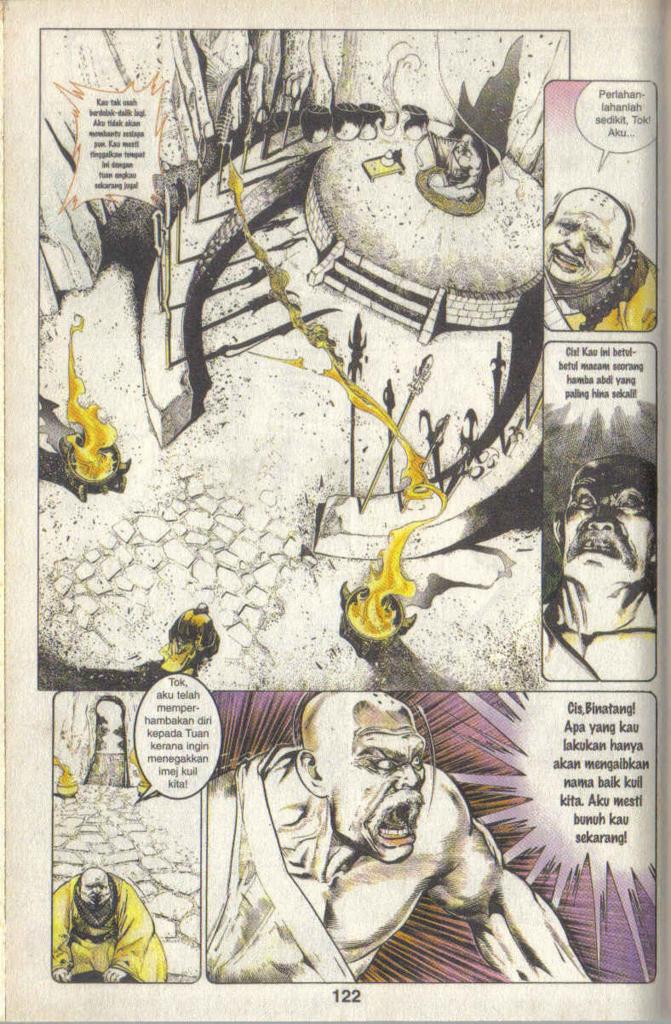 Kau tak usah
berdolak-dalik lagi.
Aku tidak akan
membantu sesiapa
pun. Kau mesti
tinggalkan tempat
ini dengan
tuan engkau
sekarang juga!
Perlahan-
lahanlah
sedikit, Tok!
Aku...
Cis! Kau ini betul-
betul macam seorang
hamba abdi yang
paling hina sekali!
Tok,
aku telah
memper-
hambakan diri
kepada Tuan
kerana ingin
menegakkan
imej kuil
kita!
Cis,Binatang!
Apa yang kau
lakukan hanya
akan mengaibkan
nama baik kuil
kita. Aku mesti
bunuh kau
sekarang!
122